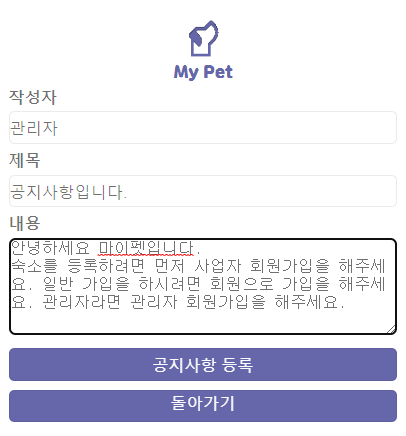 My Pet
작성자
관리자
제목
공지사항입니다.
내용
안녕하세요 마이펫입니다.
숙소를 등록하려면 먼저 사업자 회원가입을 해주세
요. 일반 가입을 하시려면 회원으로 가입을 해주세
요. 관리자라면 관리자 회원가입을 해주세요.
공지사항 등록
돌아가기